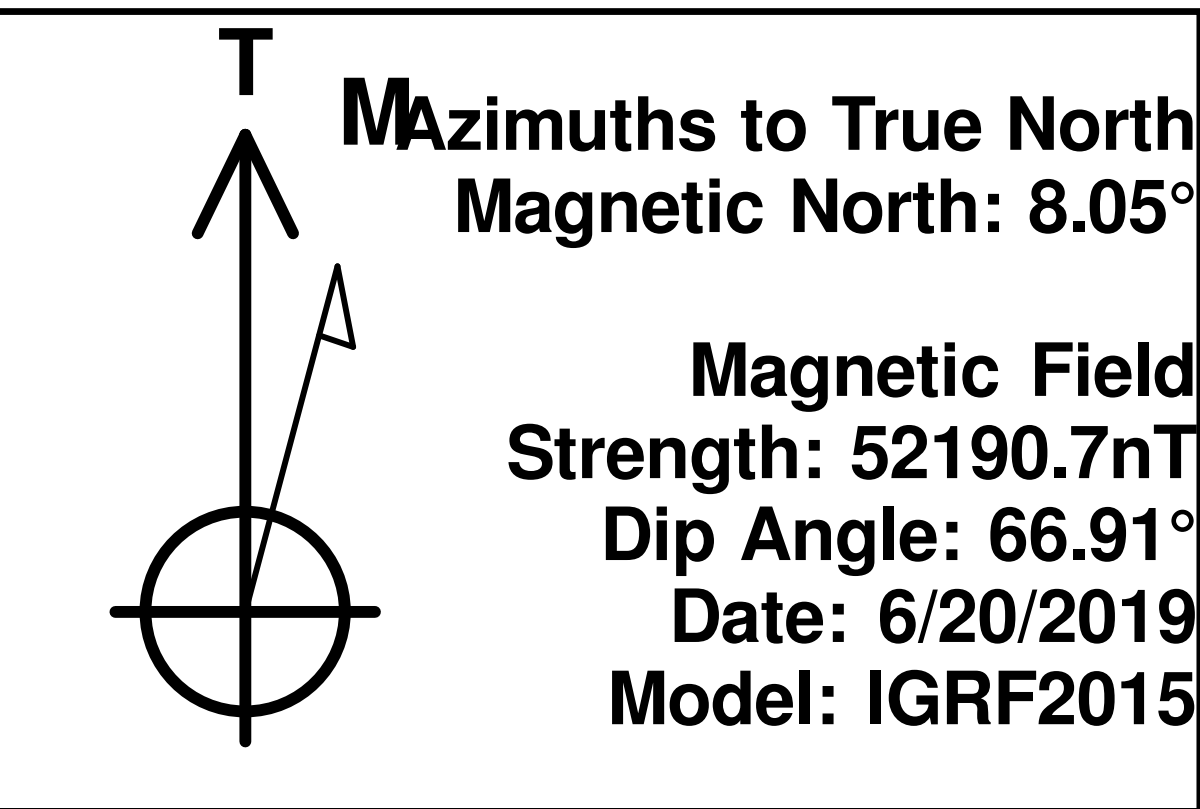 T
M
Azimuths to True North
Magnetic North: 8.05°
Magnetic Field
Strength: 52190.7nT
Dip Angle: 66.91°
Date: 6/20/2019
Model: IGRF2015